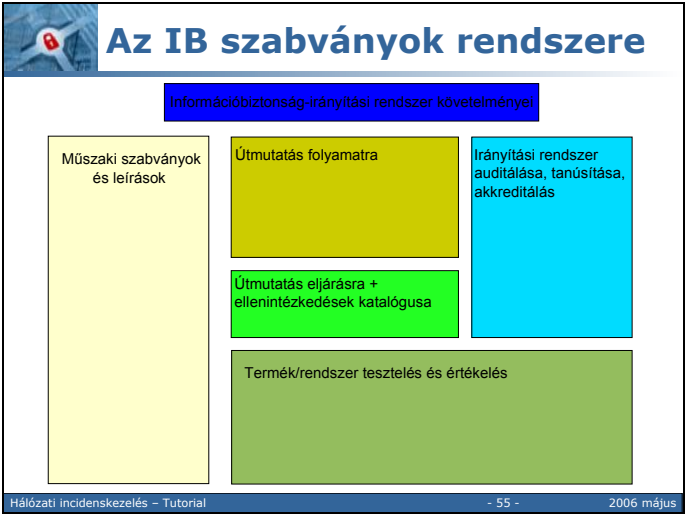 Az IB szabványok rendszere
Információbiztonság-irányítási rendszer követelményei
Műszaki szabványok
és leírások
Útmutatás folyamatra
Irányítási rendszer
auditálása, tanúsítása,
akkreditálás
Útmutatás eljárásra +
ellenintézkedések katalógusa
Termék/rendszer tesztelés és értékelés
Hálózati incidenskezelés – Tutorial
- 55 -
2006 május